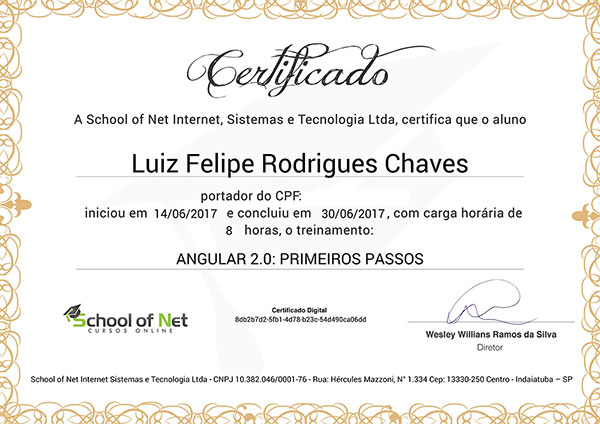 Certificado
A School of Net Internet, Sistemas e Tecnologia Ltda, certifica que o aluno
Luiz Felipe Rodrigues Chaves
portador do CPF:
iniciou em 14/06/2017 e concluiu em 30/06/2017, com carga horária de
8 horas, o treinamento:
ANGULAR 2.0: PRIMEIROS PASSOS
School of Net
CURSOS ONLINE
Certificado Digital
8db2b7d2-5fb1-4d78-b23c-54d490ca06dd
Wesley Willians Ramos da Silva
Diretor
School of Net Internet Sistemas e Tecnologia Ltda - CNPJ 10.382.046/0001-76 - Rua: Hércules Mazzoni, N° 1.334 Cep: 13330-250 Centro - Indaiatuba – SP